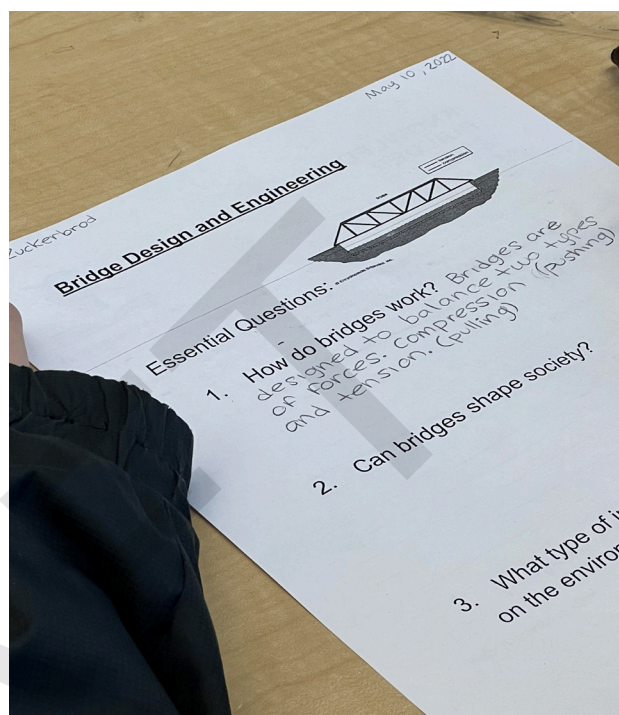 May 10, 2022
Zuckerbrod
Bridge Design and Engineering
Essential Questions:
1. How do bridges work? Bridges are
designed to balance two types
of forces. Compression (pushing)
and tension. (pulling)
2. Can bridges shape society?
3. What type of
on the